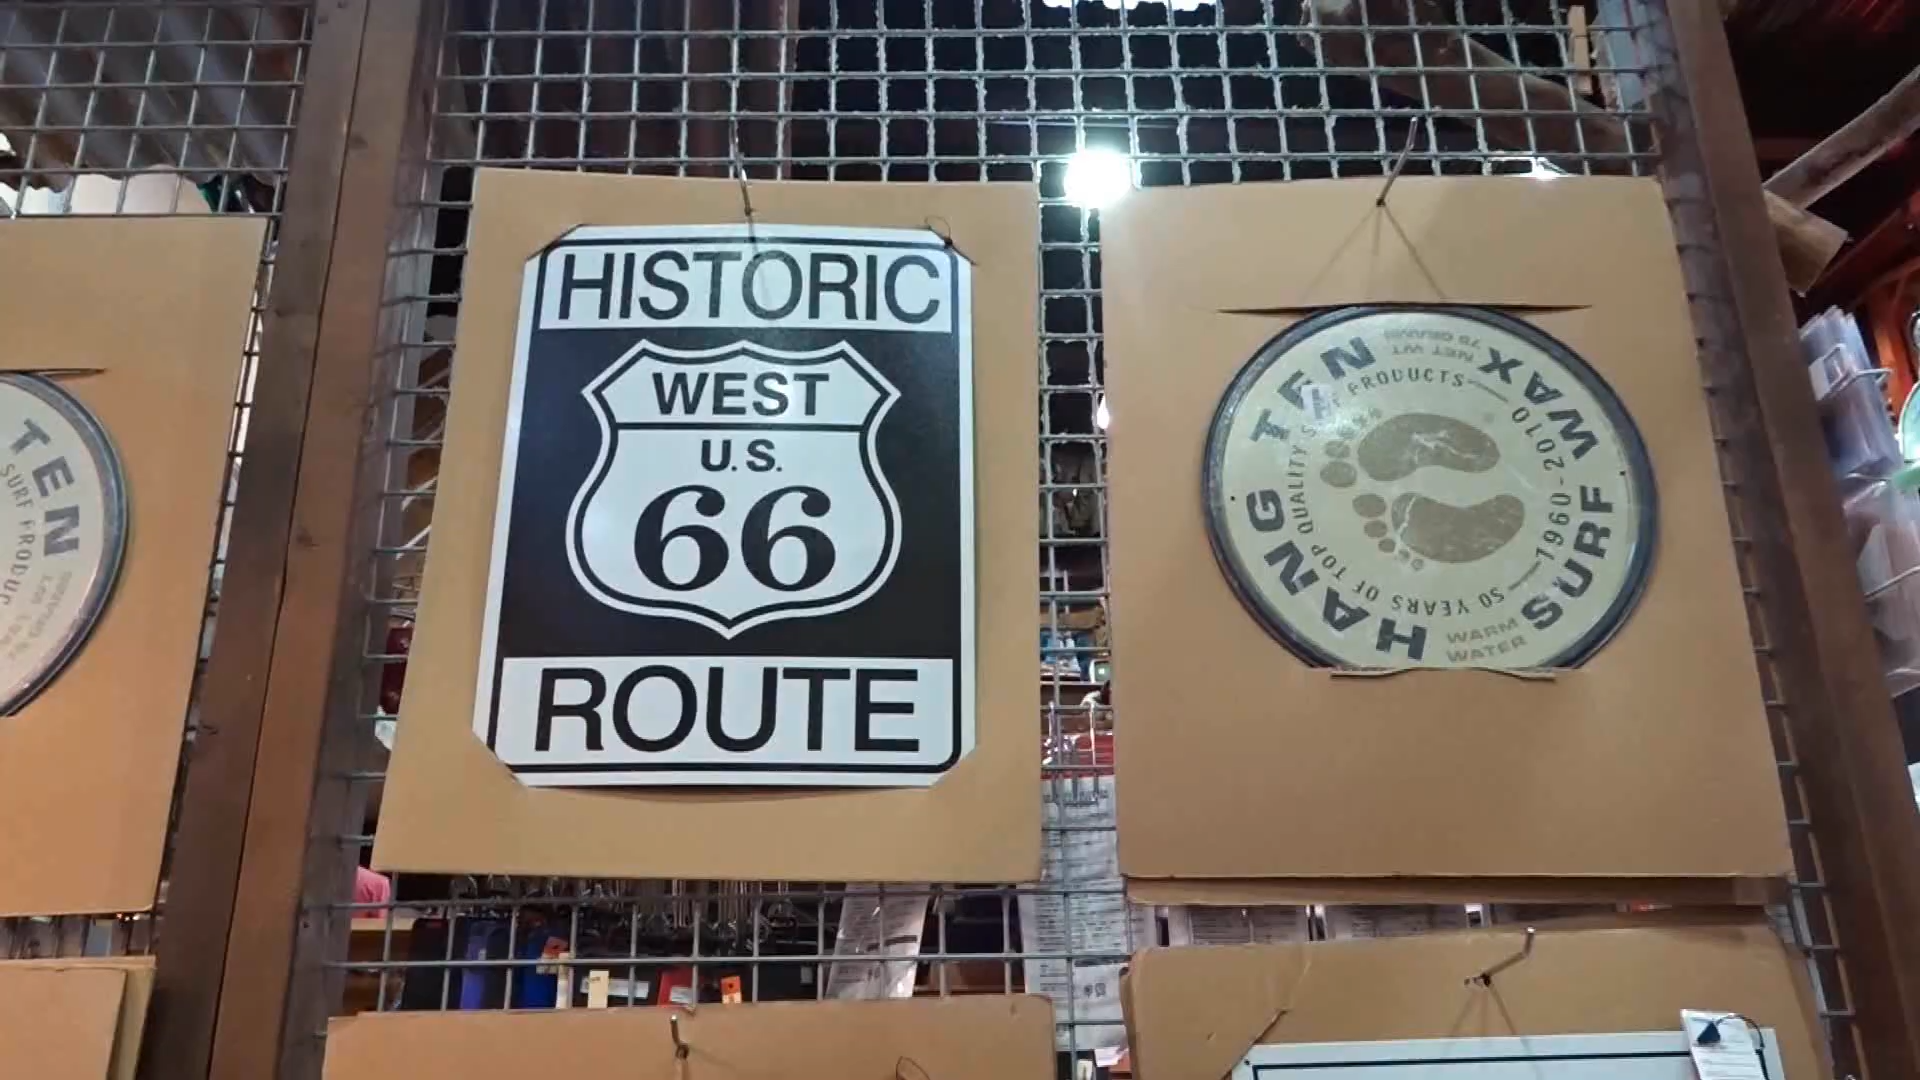 HISTORIC
WEST
U.S.
66
ROUTE
HANG TEN
SURF WAX
50 YEARS OF TOP QUALITY
PRODUCTS
1960-2010
NET WT
WARM
WATER
TEN
SURF